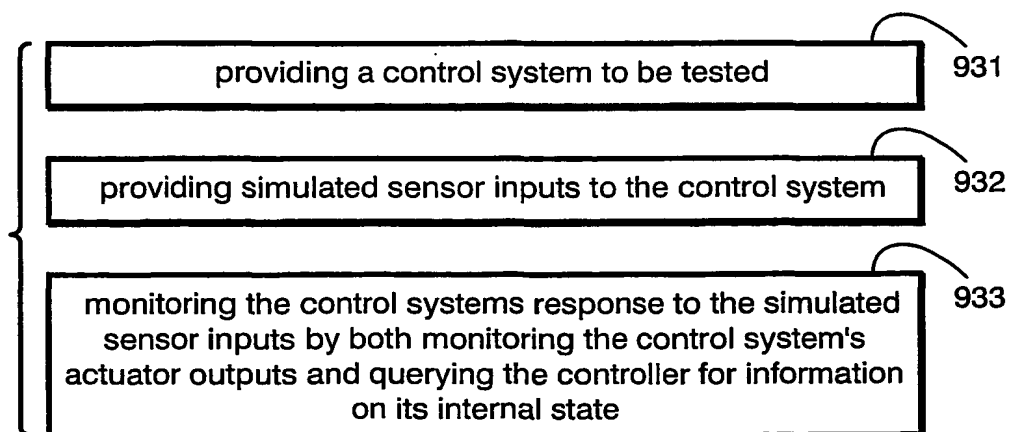 providing a control system to be tested
931
providing simulated sensor inputs to the control system
932
monitoring the control systems response to the simulated
sensor inputs by both monitoring the control system's
actuator outputs and querying the controller for information
on its internal state
933